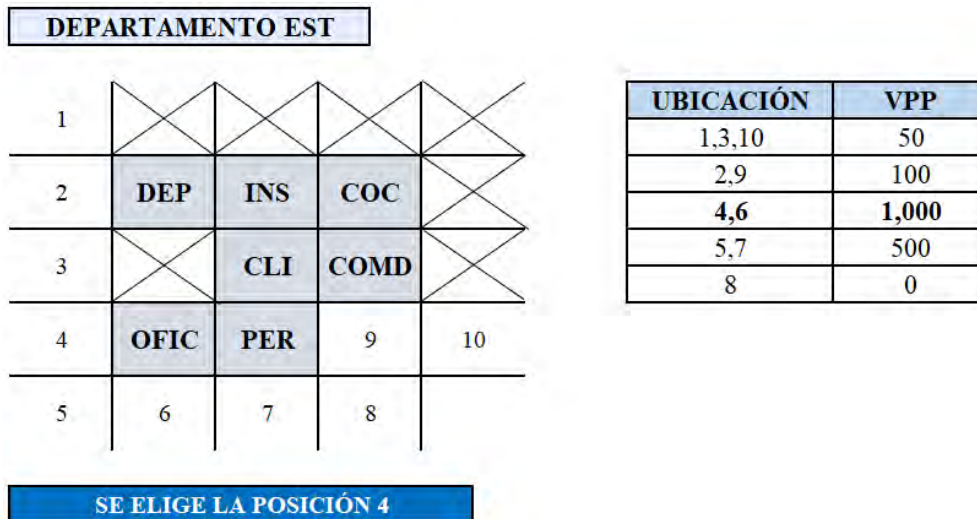 DEPARTAMENTO EST
1
2 DEP INS COC
3 CLI COMD
4 OFIC PER 9 10
5 6 7 8
UBICACIÓN VPP
1,3,10 50
2,9 100
4,6 1,000
5,7 500
8 0
SE ELIGE LA POSICIÓN 4